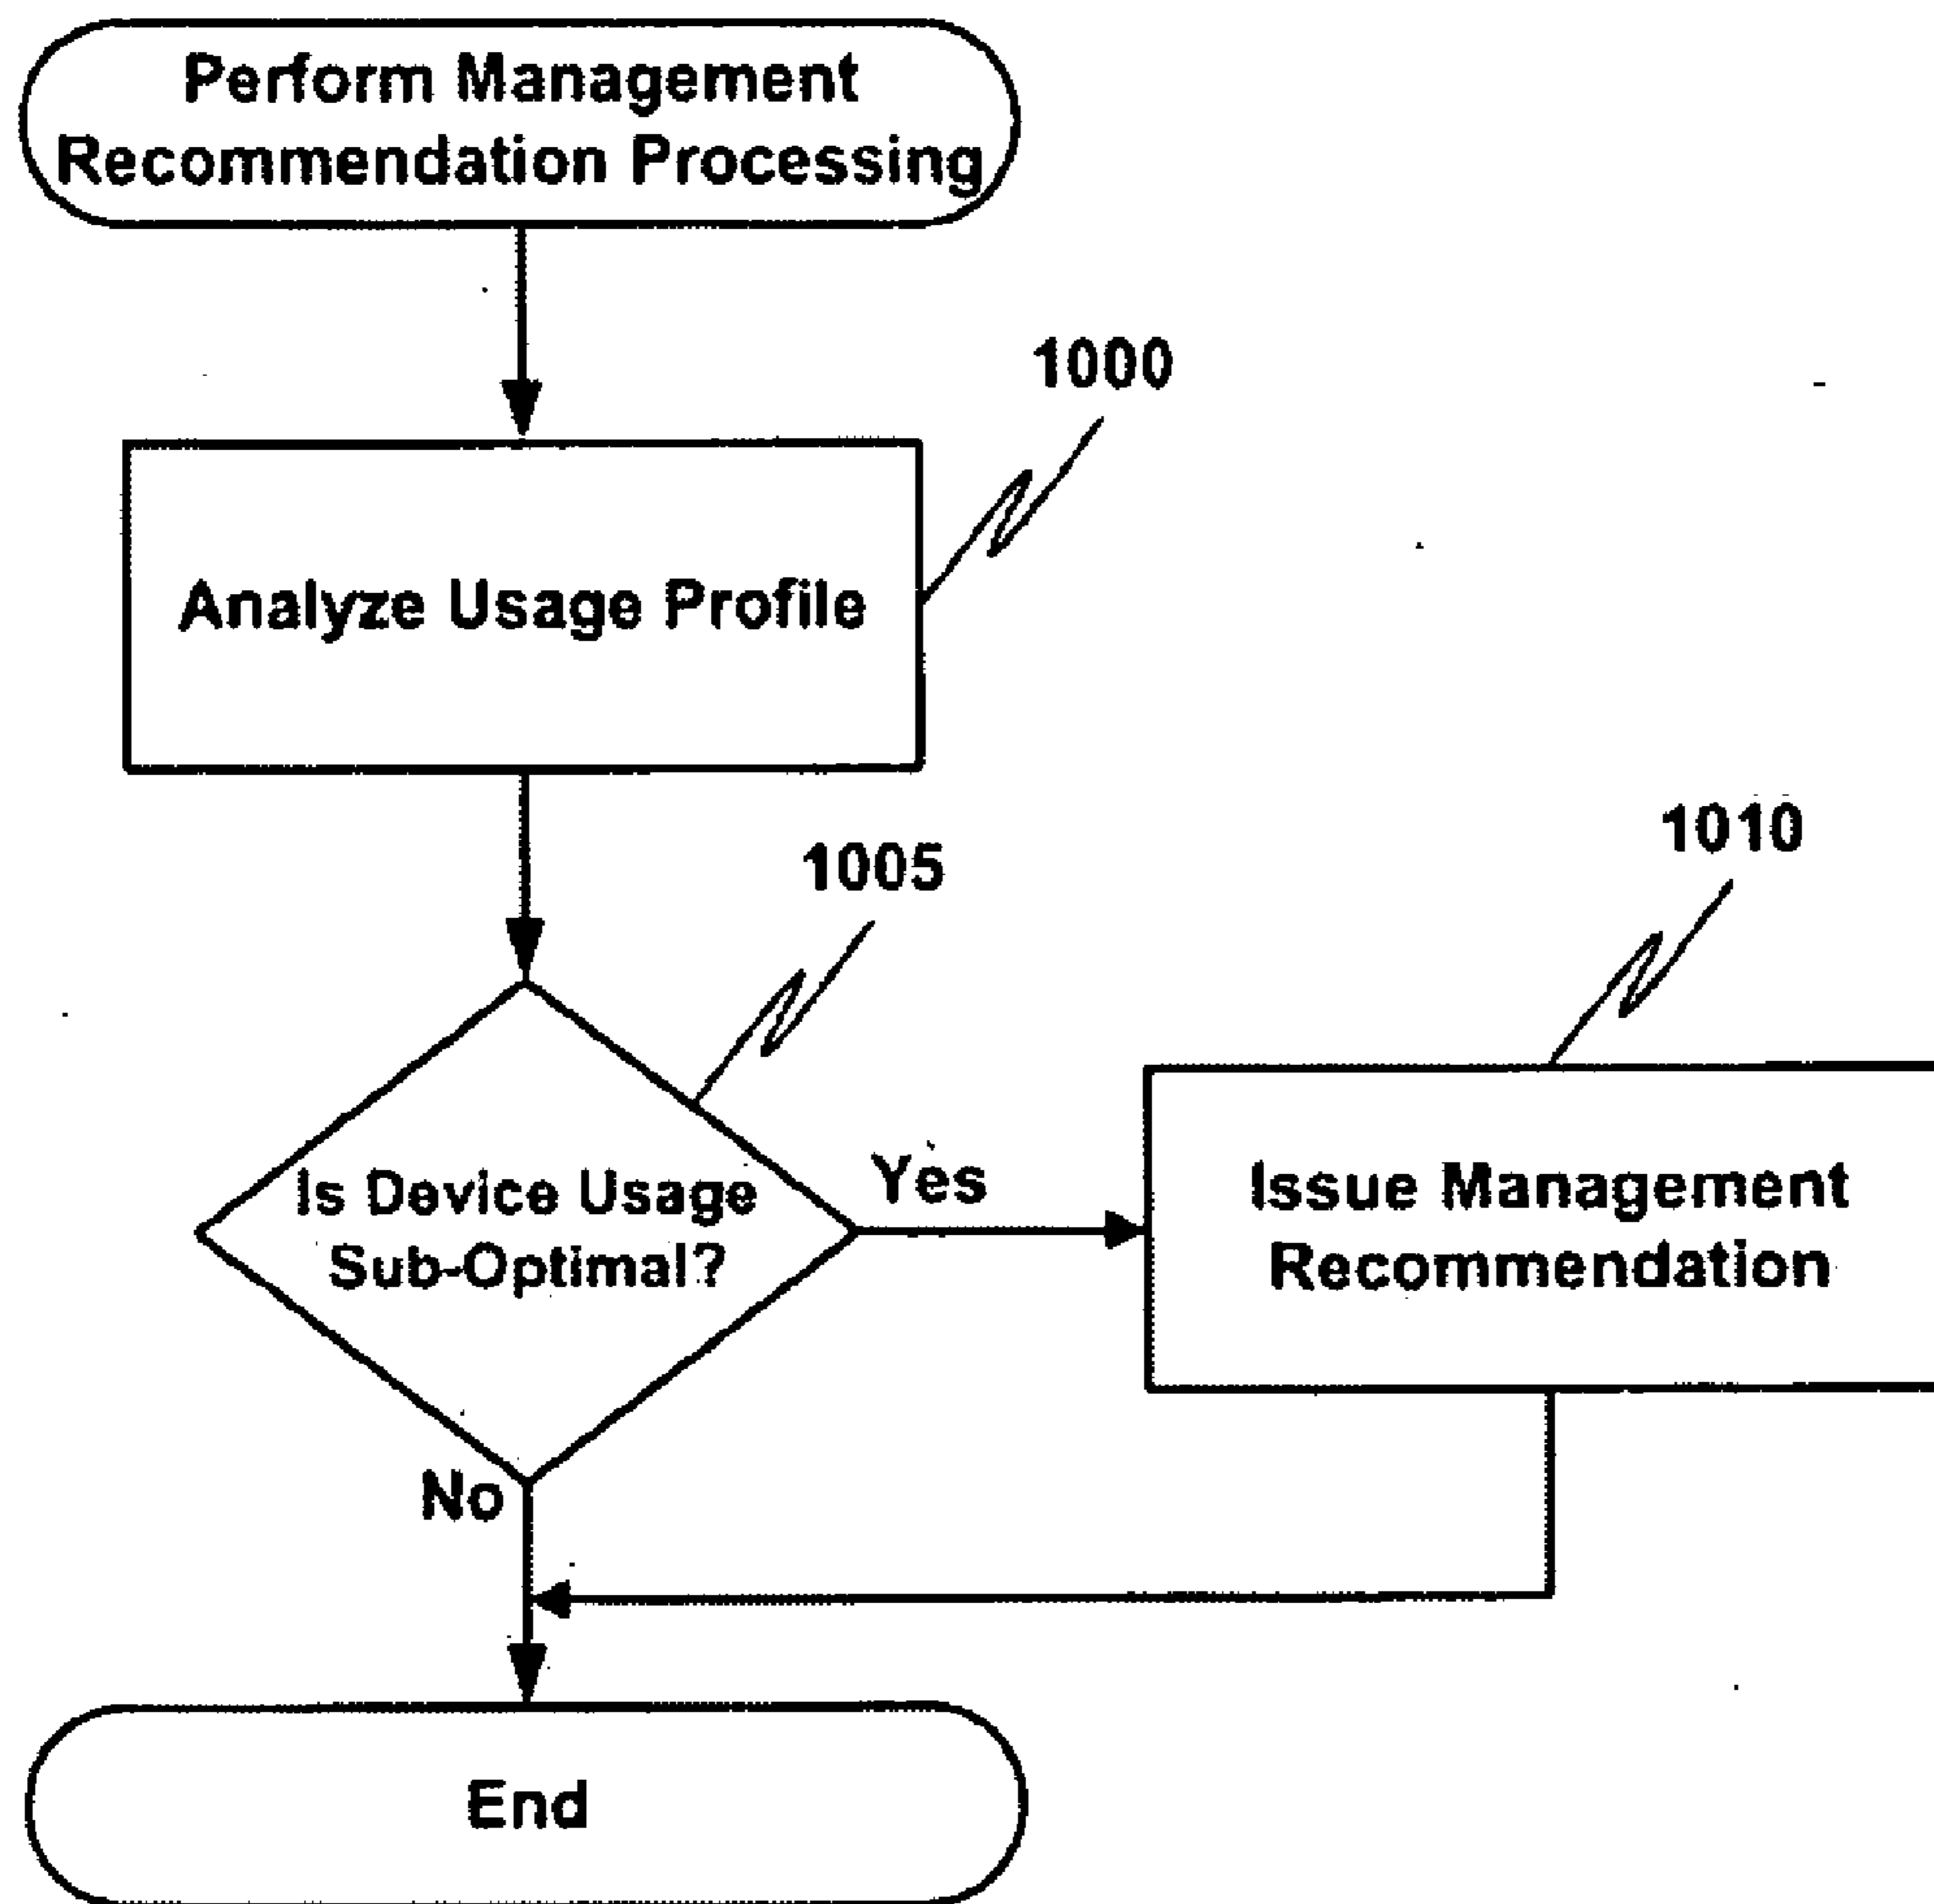 Perform Management
Recommendation Processing
1000
Analyze Usage Profile
1005
1010
Is Device Usage
Sub-Optimal?
Yes
Issue Management
Recommendation
No
End